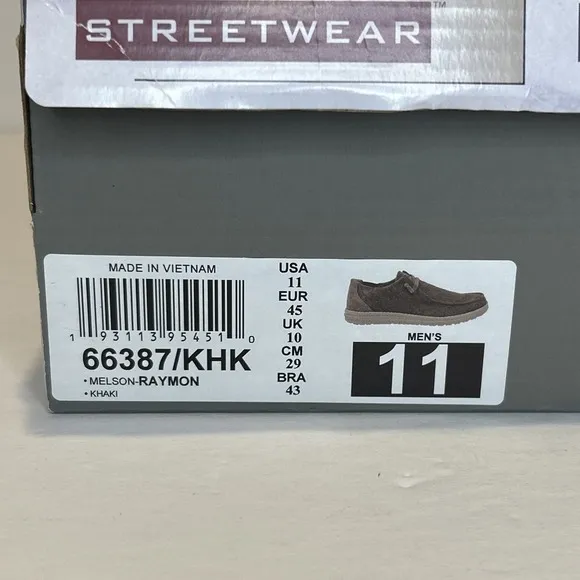 STREETWEAR™
MADE IN VIETNAM
1 93113 95451 0
66387/KHK
• MELSON-RAYMON
• KHAKI
USA
11
EUR
45
UK
10
CM
29
BRA
43
MEN'S
11